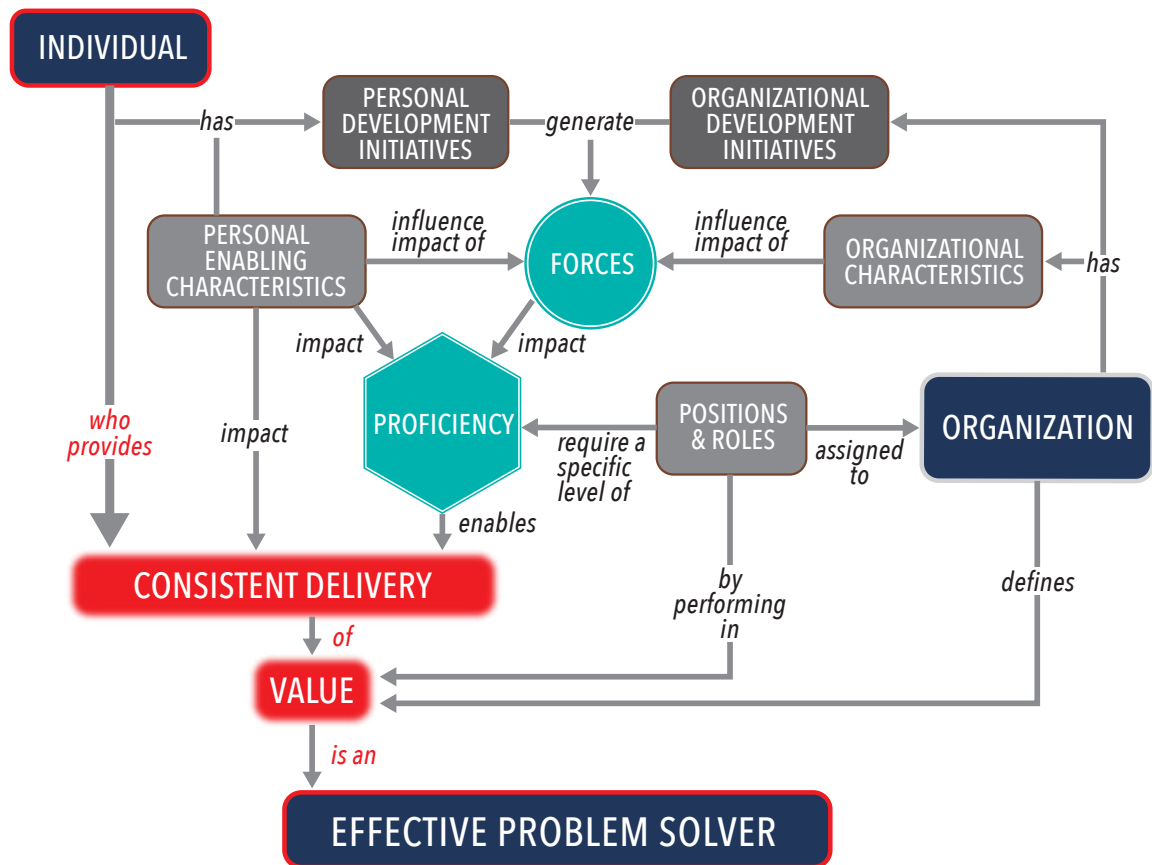 INDIVIDUAL
has
PERSONAL
DEVELOPMENT
INITIATIVES
generate
ORGANIZATIONAL
DEVELOPMENT
INITIATIVES
PERSONAL
ENABLING
CHARACTERISTICS
influence
impact of
FORCES
influence
impact of
ORGANIZATIONAL
CHARACTERISTICS
has
impact
impact
who
provides
impact
PROFICIENCY
require a
specific
level of
POSITIONS
& ROLES
assigned
to
ORGANIZATION
enables
CONSISTENT DELIVERY
by
performing
in
defines
of
VALUE
is an
EFFECTIVE PROBLEM SOLVER